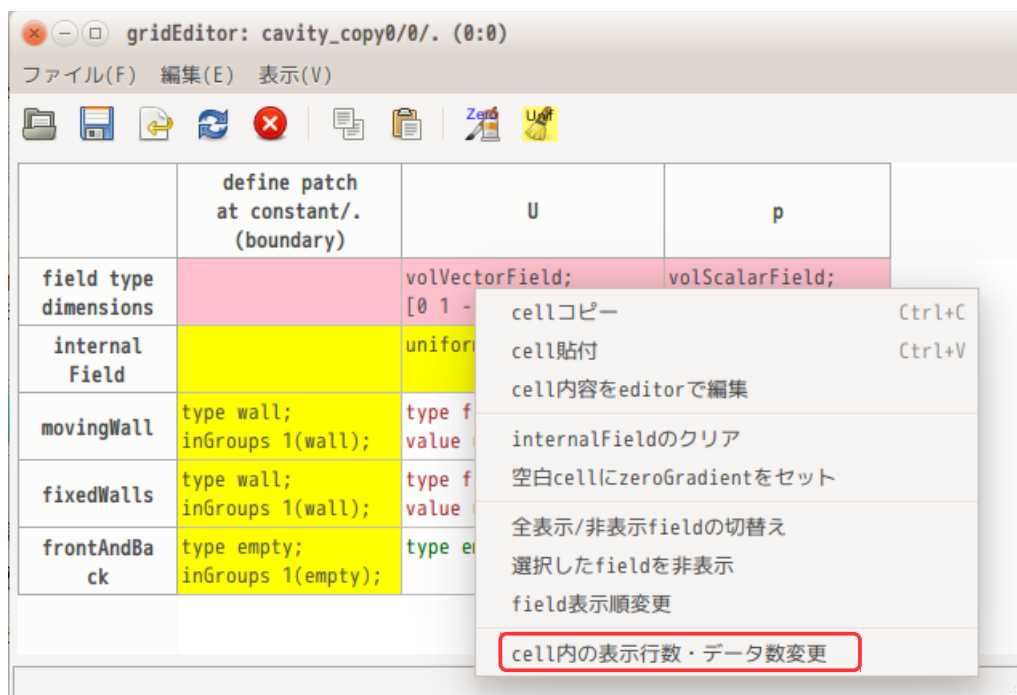 gridEditor: cavity_copy0/0/. (0:0)
ファイル(F) 編集(E) 表示(V)
Zero Unif
define patch
at constant/.
(boundary)
U
p
field type
dimensions
volVectorField;
[0 1 -
volScalarField;
internal
Field
movingWall
type wall;
inGroups 1(wall);
type f
value
fixedWalls
type wall;
inGroups 1(wall);
type f
value
frontAndBa
ck
type empty;
inGroups 1(empty);
cellコピー Ctrl+C
cell貼付 Ctrl+V
cell内容をeditorで編集
internalFieldのクリア
空白cellにzeroGradientをセット
全表示/非表示fieldの切替え
選択したfieldを非表示
field表示順変更
cell内の表示行数・データ数変更